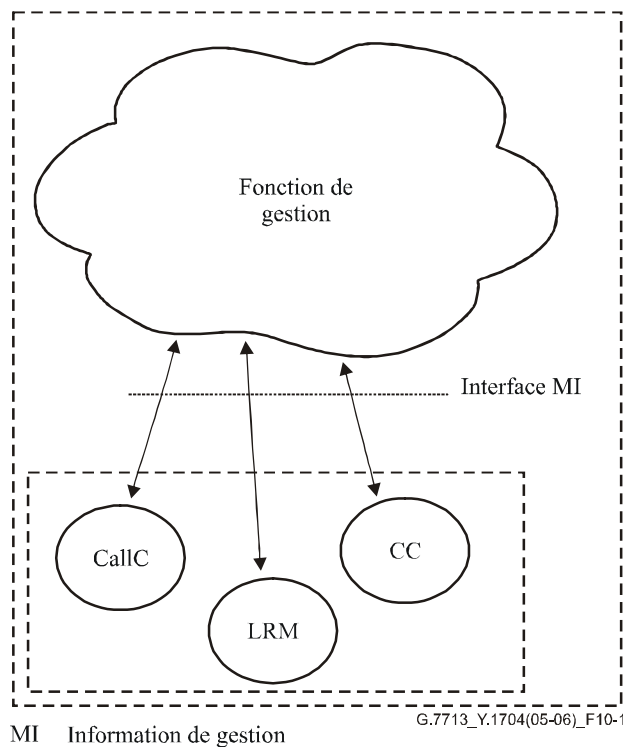 Fonction de
gestion
Interface MI
CallC
CC
LRM
G.7713_Y.1704(05-06)_F10-1
MI Information de gestion